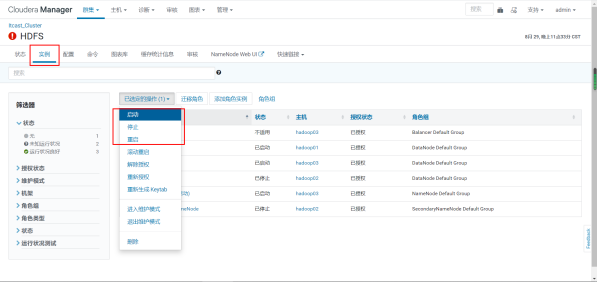 Cloudera Manager 群集 主机 诊断 审核 图表 管理 搜索 支持 admin
Itcast_Cluster
HDFS
8月 29, 晚上11点35分 CDT
状态 实例 配置 命令 图表库 缓存统计信息 审核 NameNode Web UI 快速链接
搜索
筛选器
已选定的操作 (1) 迁移角色 添加角色实例 角色组
状态
无 1
未知运行状况 2
运行状况良好 3
授权状态
维护模式
机架
角色组
角色类型
状态
运行状况测试
启动
停止
重启
滚动重启
解除授权
重新授权
重新生成 Keytab
进入维护模式
退出维护模式
删除
状态 主机 授权状态 角色组
不适用 hadoop03 已授权 Balancer Default Group
已启动 hadoop01 已授权 DataNode Default Group
已启动 hadoop03 已授权 DataNode Default Group
已停止 hadoop02 已授权 DataNode Default Group
动) 已启动 hadoop03 已授权 NameNode Default Group
meNode 已停止 hadoop02 已授权 SecondaryNameNode Default Group